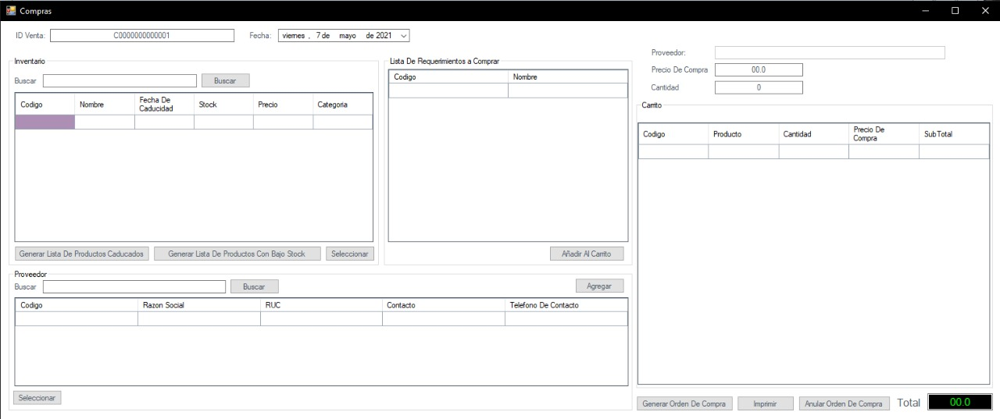 Compras
ID Venta: C0000000000001 Fecha: viernes , 7 de mayo de 2021
Inventario
Buscar Buscar
Codigo Nombre Fecha De Caducidad Stock Precio Categoria
Generar Lista De Productos Caducados Generar Lista De Productos Con Bajo Stock Seleccionar
Lista De Requerimientos a Comprar
Codigo Nombre
Añadir Al Carrito
Proveedor
Buscar Buscar Agregar
Codigo Razon Social RUC Contacto Telefono De Contacto
Seleccionar
Proveedor:
Precio De Compra 00.0
Cantidad 0
Carrito
Codigo Producto Cantidad Precio De Compra SubTotal
Generar Orden De Compra Imprimir Anular Orden De Compra Total 00.0